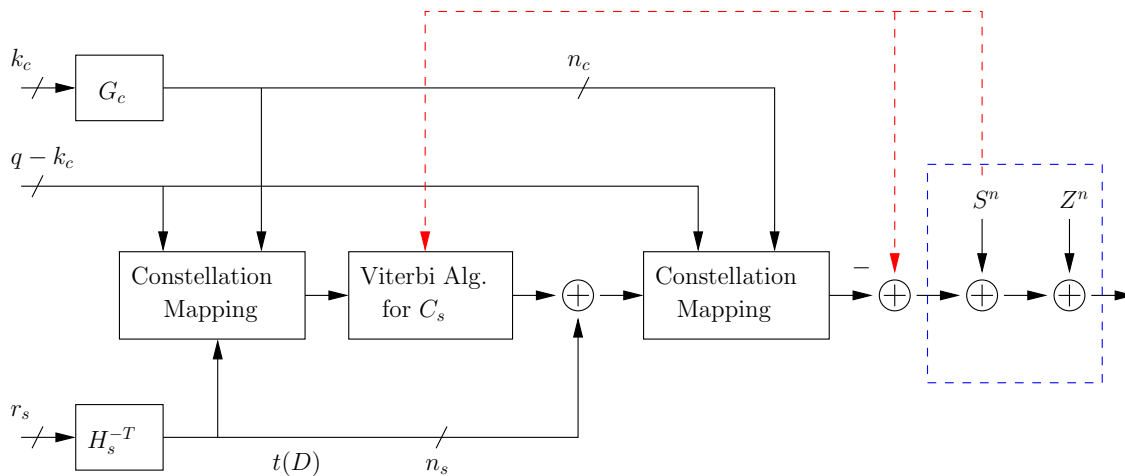 k_c
G_c
n_c
q − k_c
S^n
Z^n
Constellation
Mapping
Viterbi Alg.
for C_s
+
Constellation
Mapping
−
+
+
+
r_s
H_s^{-T}
t(D)
n_s